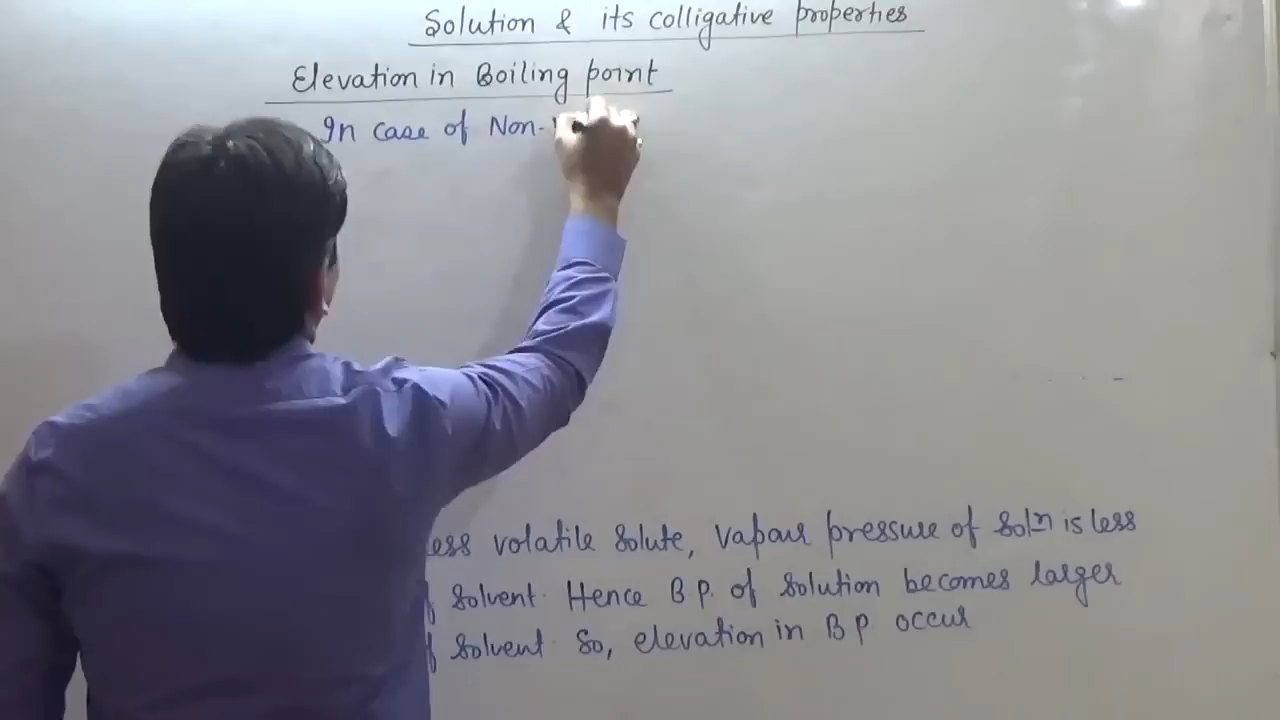 Solution & its colligative properties
Elevation in Boiling point
In case of Non-
ess volatile solute, vapour pressure of sol|n is less
solvent. Hence B.P. of solution becomes larger
solvent. So, elevation in B.P. occur